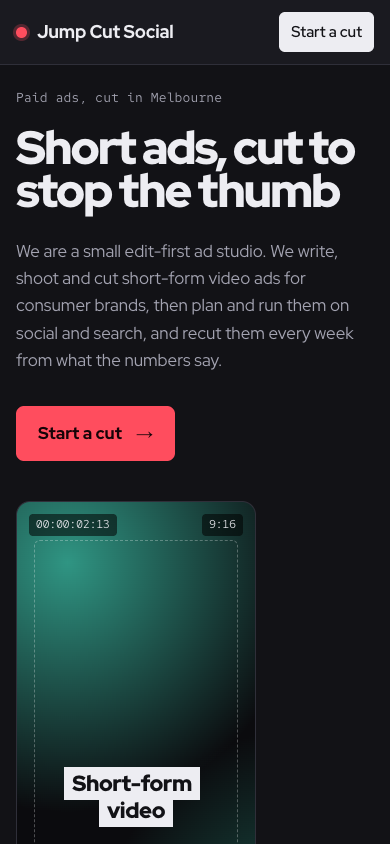 Jump Cut Social
Start a cut
Paid ads, cut in Melbourne
Short ads, cut to
stop the thumb
We are a small edit-first ad studio. We write,
shoot and cut short-form video ads for
consumer brands, then plan and run them on
social and search, and recut them every week
from what the numbers say.
Start a cut →
00:00:02:13
9:16
Short-form
video